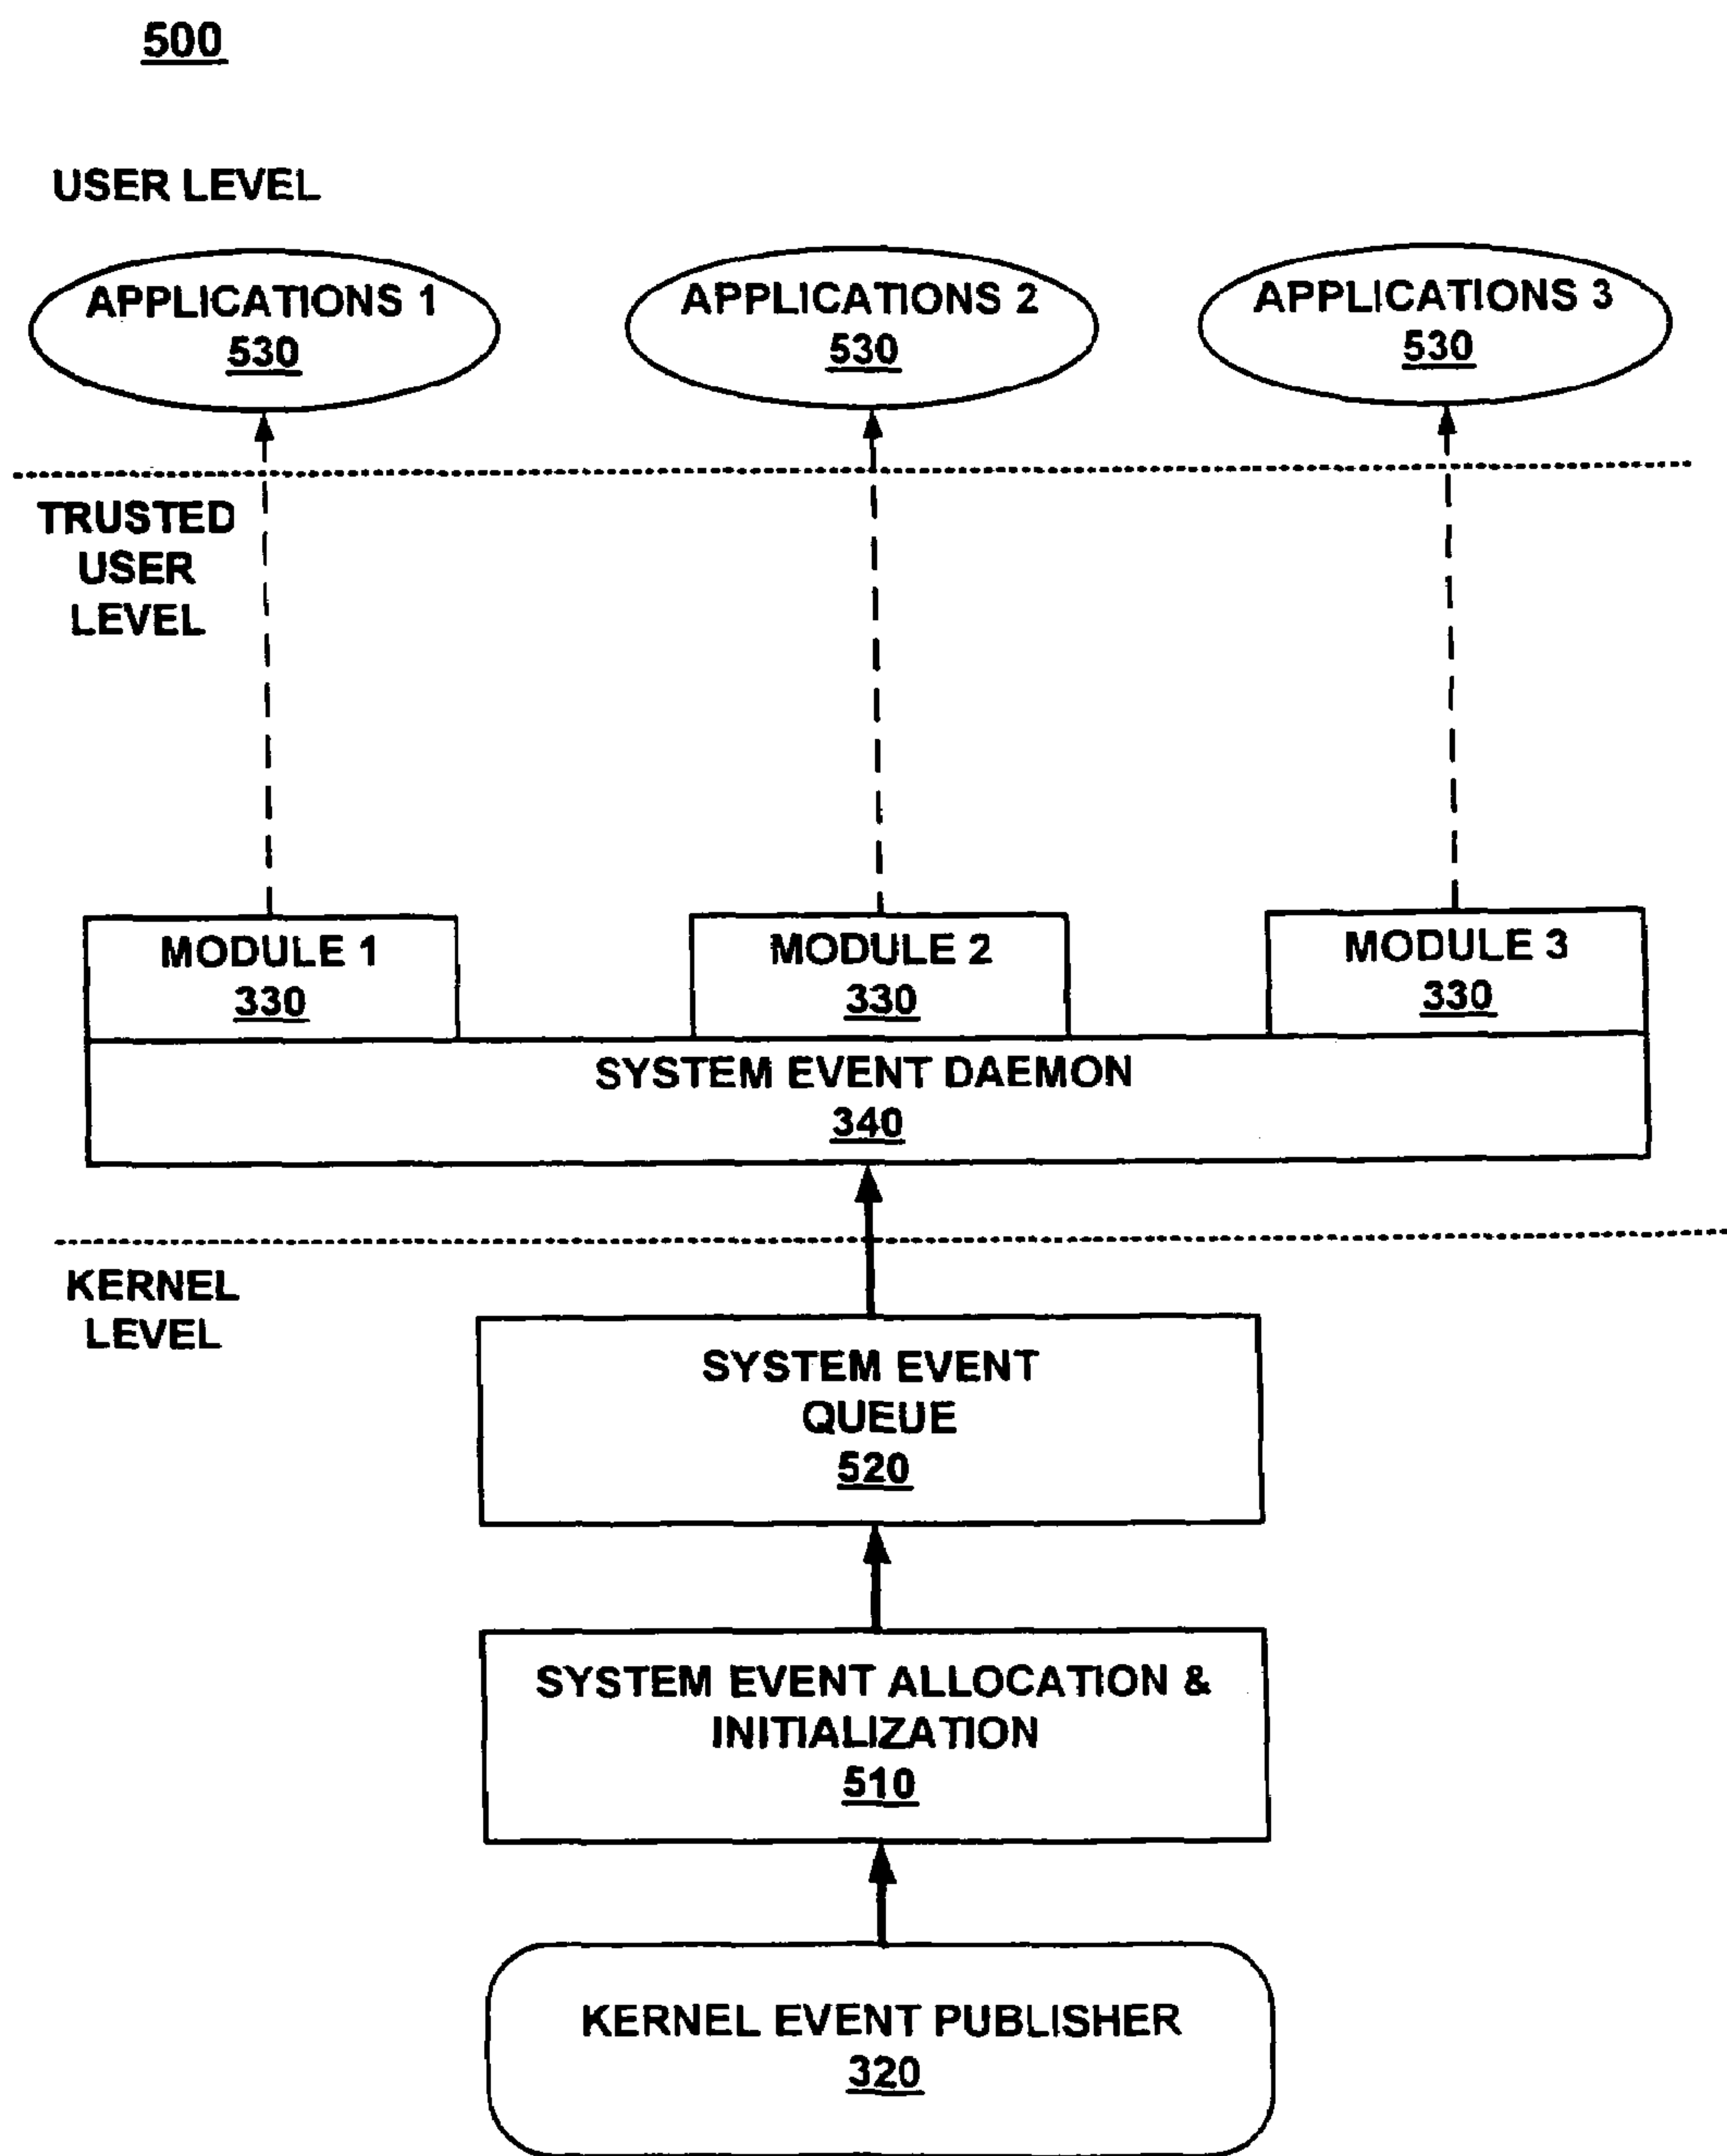 500
USER LEVEL
APPLICATIONS 1
530
APPLICATIONS 2
530
APPLICATIONS 3
530
TRUSTED
USER
LEVEL
MODULE 1
330
MODULE 2
330
MODULE 3
330
SYSTEM EVENT DAEMON
340
KERNEL
LEVEL
SYSTEM EVENT
QUEUE
520
SYSTEM EVENT ALLOCATION &
INITIALIZATION
510
KERNEL EVENT PUBLISHER
320